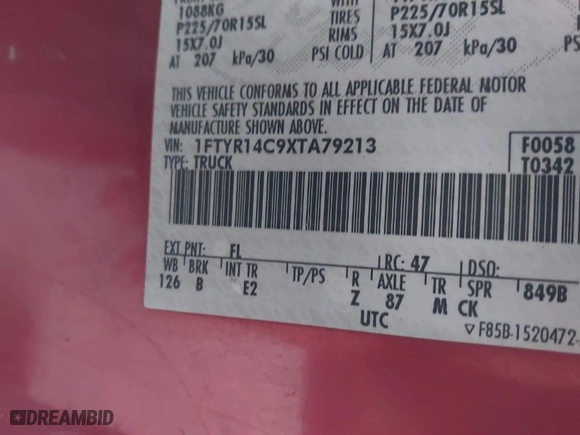 1088KG WITH
P225/70R15SL TIRES P225/70R15SL
15X7.0J RIMS 15X7.0J
AT 207 kPa/30 PSI COLD AT 207 kPa/30
THIS VEHICLE CONFORMS TO ALL APPLICABLE FEDERAL MOTOR
VEHICLE SAFETY STANDARDS IN EFFECT ON THE DATE OF
MANUFACTURE SHOWN ABOVE.
VIN: 1FTYR14C9XTA79213 F0058
TYPE: TRUCK T0342
EXT PNT: FL RC: 47 DSO:
WB BRK INT TR TP/PS R AXLE TR SPR 849B
126 B E2 Z 87 M CK
UTC ▽F85B-1520472-
DREAMBID